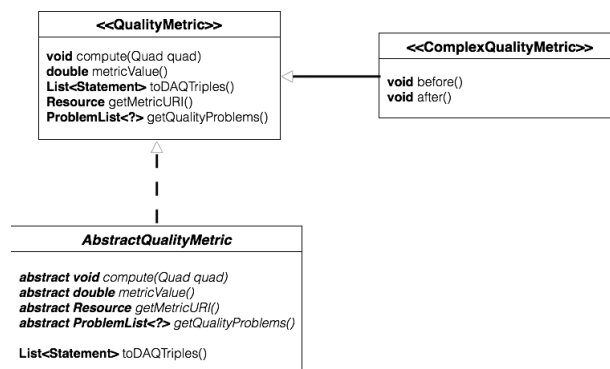 <<QualityMetric>>
void compute(Quad quad)
double metricValue()
List<Statement> toDAQTriples()
Resource getMetricURI()
ProblemList<?> getQualityProblems()
<<ComplexQualityMetric>>
void before()
void after()
AbstractQualityMetric
abstract void compute(Quad quad)
abstract double metricValue()
abstract Resource getMetricURI()
abstract ProblemList<?> getQualityProblems()
List<Statement> toDAQTriples()